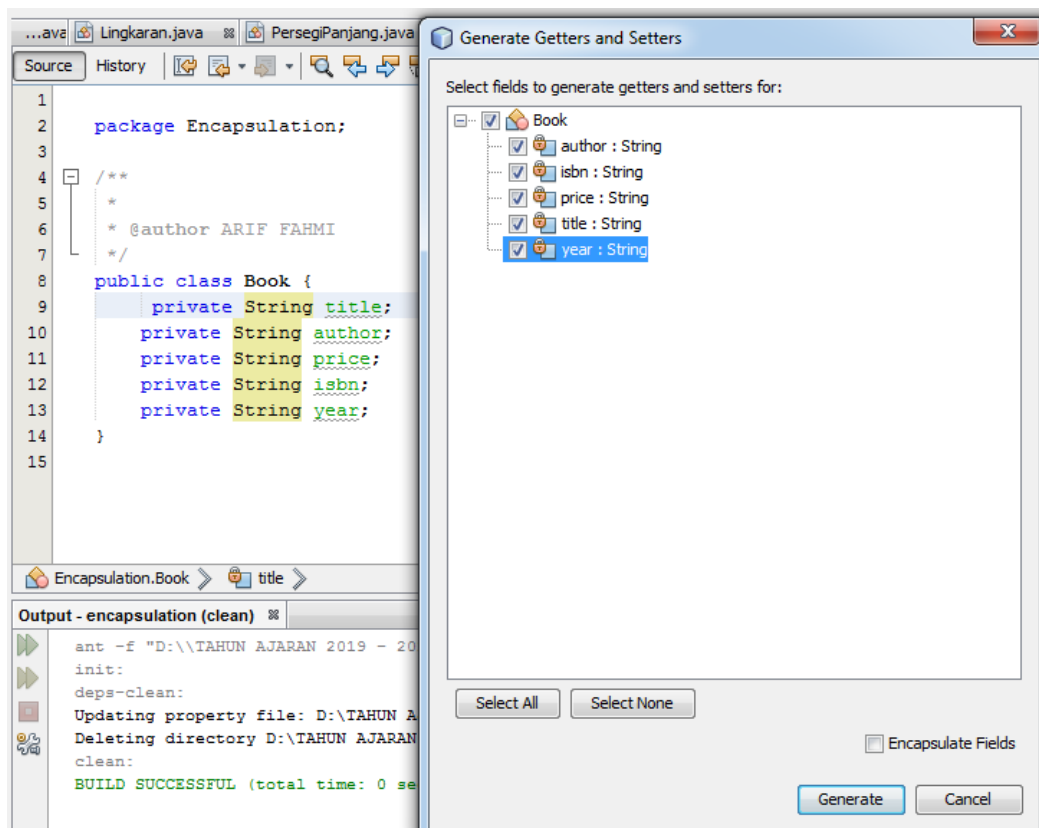 ...ava Lingkaran.java PersegiPanjang.java
Source History
1
2 package Encapsulation;
3
4 /**
5 *
6 * @author ARIF FAHMI
7 */
8 public class Book {
9 private String title;
10 private String author;
11 private String price;
12 private String isbn;
13 private String year;
14 }
15
Encapsulation.Book title
Output - encapsulation (clean)
ant -f "D:\\TAHUN AJARAN 2019 - 20
init:
deps-clean:
Updating property file: D:\TAHUN A
Deleting directory D:\TAHUN AJARAN
clean:
BUILD SUCCESSFUL (total time: 0 se
Generate Getters and Setters
Select fields to generate getters and setters for:
Book
author : String
isbn : String
price : String
title : String
year : String
Select All Select None
Encapsulate Fields
Generate Cancel